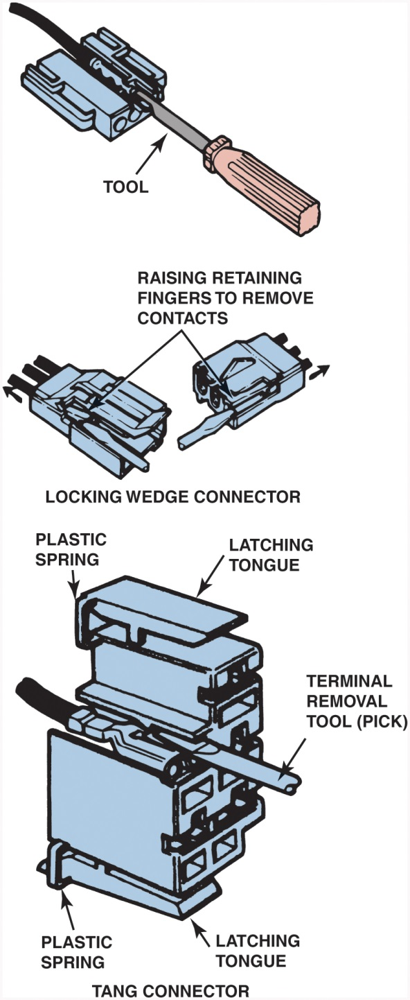 TOOL
RAISING RETAINING
FINGERS TO REMOVE
CONTACTS
LOCKING WEDGE CONNECTOR
PLASTIC
SPRING
LATCHING
TONGUE
TERMINAL
REMOVAL
TOOL (PICK)
PLASTIC
SPRING
LATCHING
TONGUE
TANG CONNECTOR